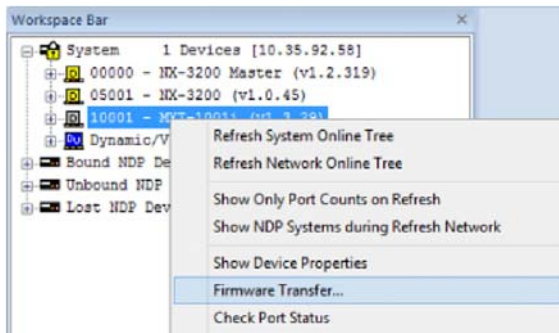 Workspace Bar
System 1 Devices [10.35.92.58]
00000 - NX-3200 Master (v1.2.319)
05001 - NX-3200 (v1.0.45)
10001 -
Dynamic/V
Bound NDP De
Unbound NDP
Lost NDP Dev
Refresh System Online Tree
Refresh Network Online Tree
Show Only Port Counts on Refresh
Show NDP Systems during Refresh Network
Show Device Properties
Firmware Transfer...
Check Port Status